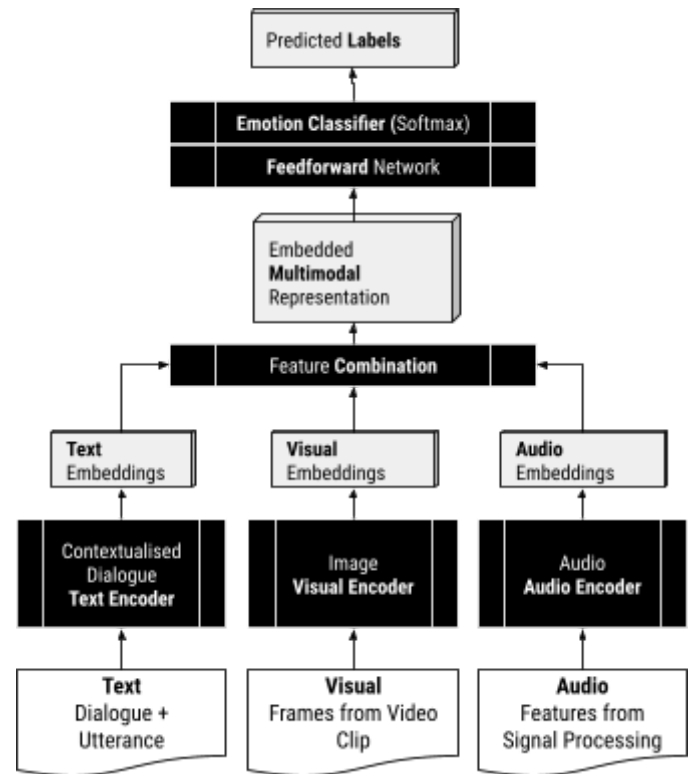 Predicted Labels
Emotion Classifier (Softmax)
Feedforward Network
Embedded
Multimodal
Representation
Feature Combination
Text
Embeddings
Visual
Embeddings
Audio
Embeddings
Contextualised
Dialogue
Text Encoder
Image
Visual Encoder
Audio
Audio Encoder
Text
Dialogue +
Utterance
Visual
Frames from Video
Clip
Audio
Features from
Signal Processing